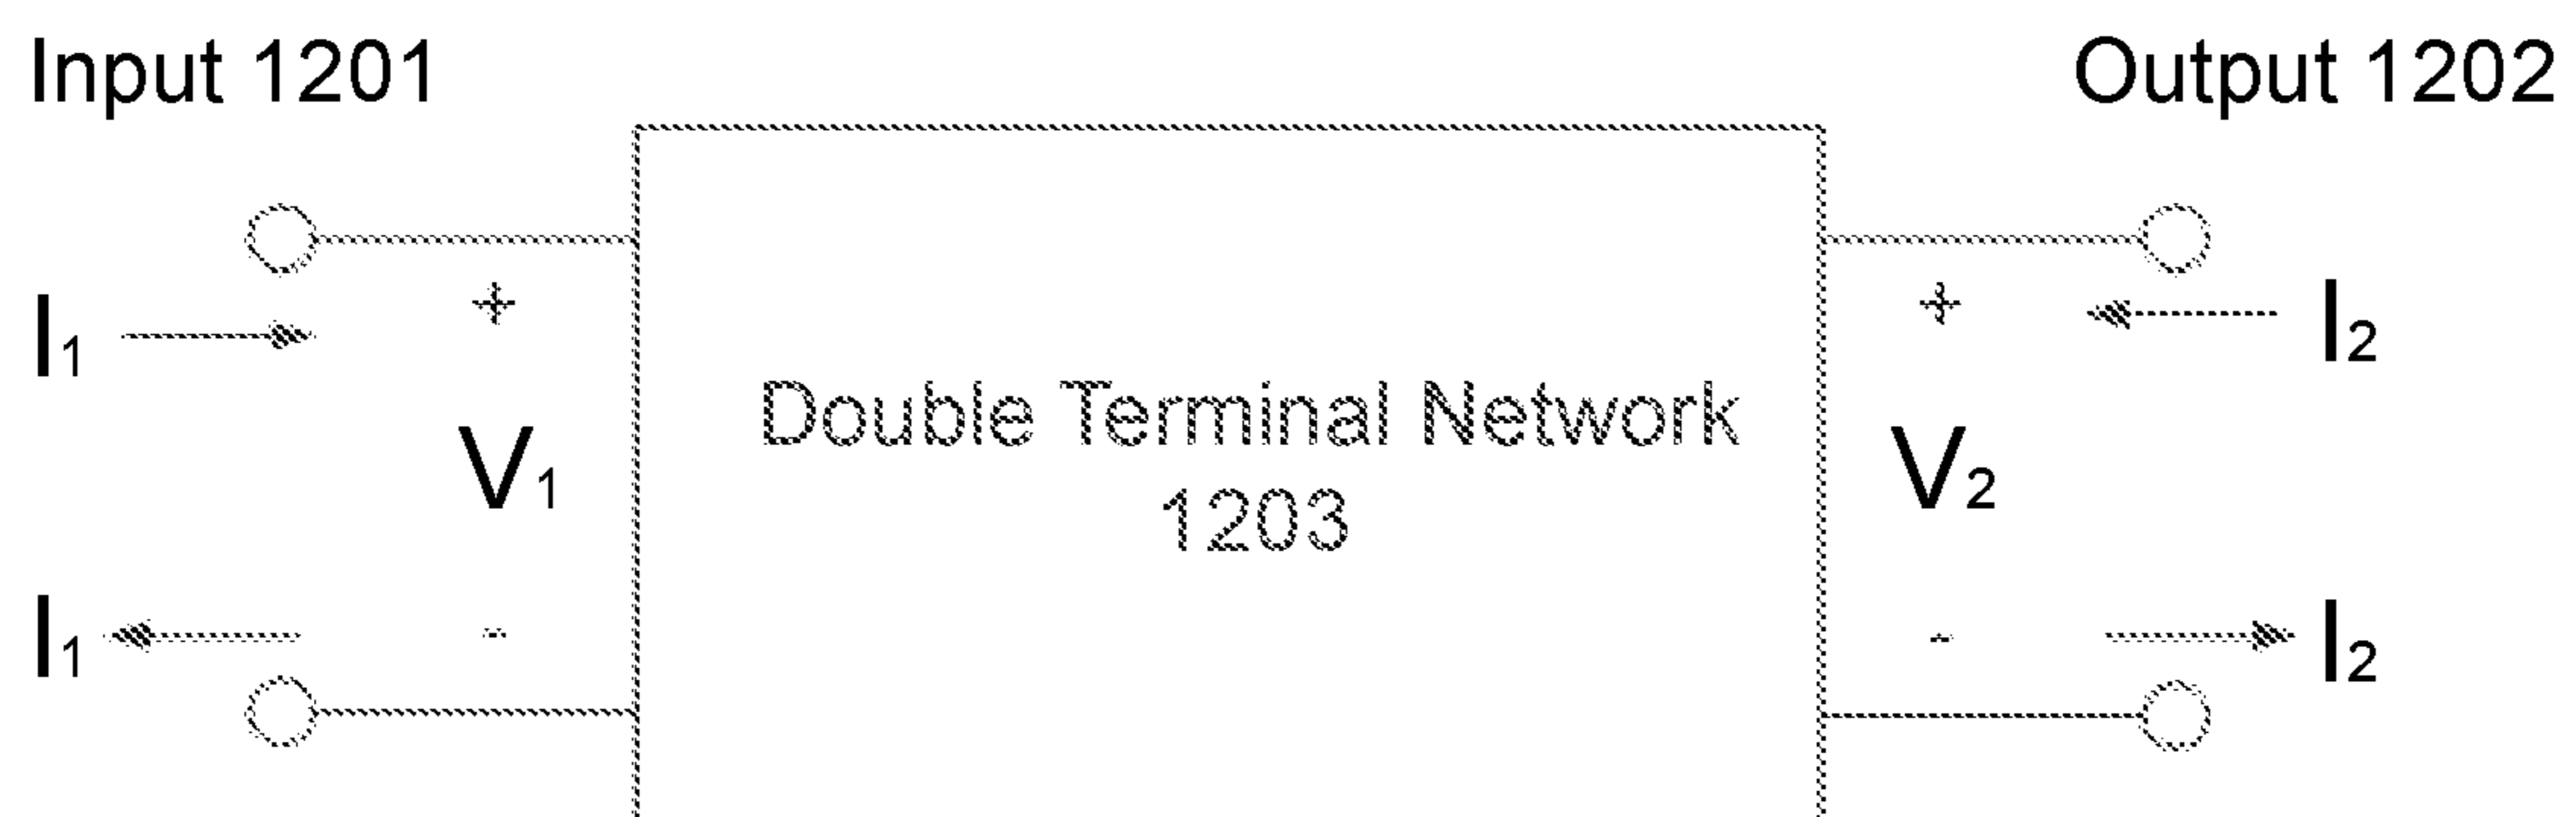 Input 1201
Output 1202
I1
+
+
I2
Double Terminal Network
V1
V2
1203
I1
-
-
I2